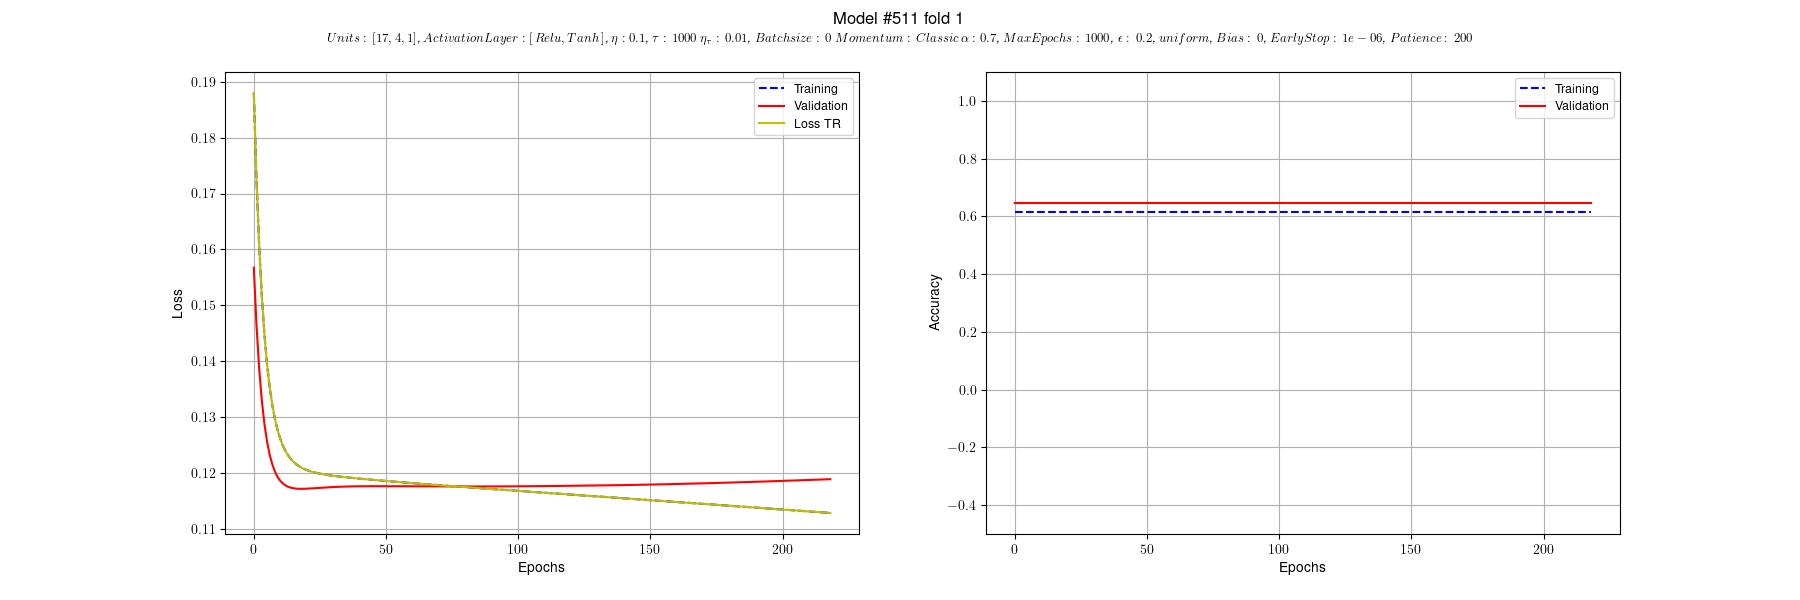 Model #511 fold 1
Units : [17, 4, 1], ActivationLayer : [Relu, Tanh], η : 0.1, τ : 1000 ητ : 0.01, Batchsize : 0 Momentum : Classic α : 0.7, MaxEpochs : 1000, ϵ : 0.2, uniform, Bias : 0, EarlyStop : 1e − 06, Patience : 200
0.19
0.18
0.17
0.16
0.15
0.14
0.13
0.12
0.11
Loss
Training
Validation
Loss TR
0 50 100 150 200
Epochs
1.0
0.8
0.6
0.4
0.2
0.0
−0.2
−0.4
Accuracy
Training
Validation
0 50 100 150 200
Epochs